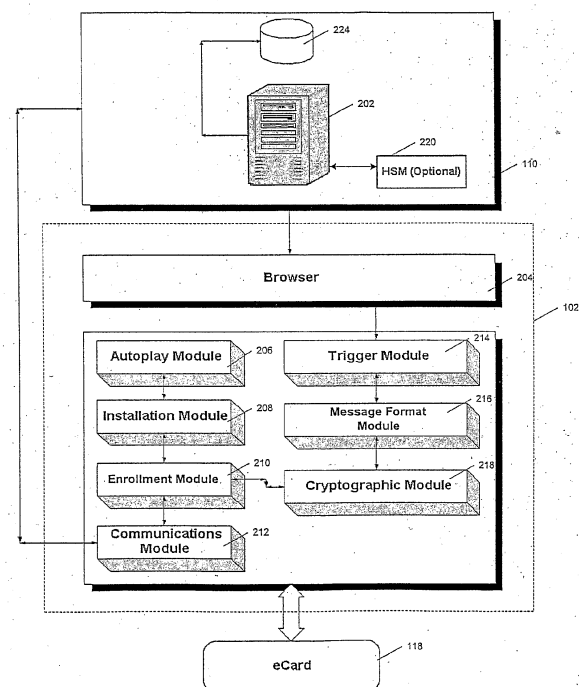 224
202
220
HSM (Optional)
110
Browser
204
102
Autoplay Module
206
Trigger Module
214
Installation Module
208
Message Format
Module
216
Enrollment Module
210
Cryptographic Module
218
Communications
Module
212
eCard
118